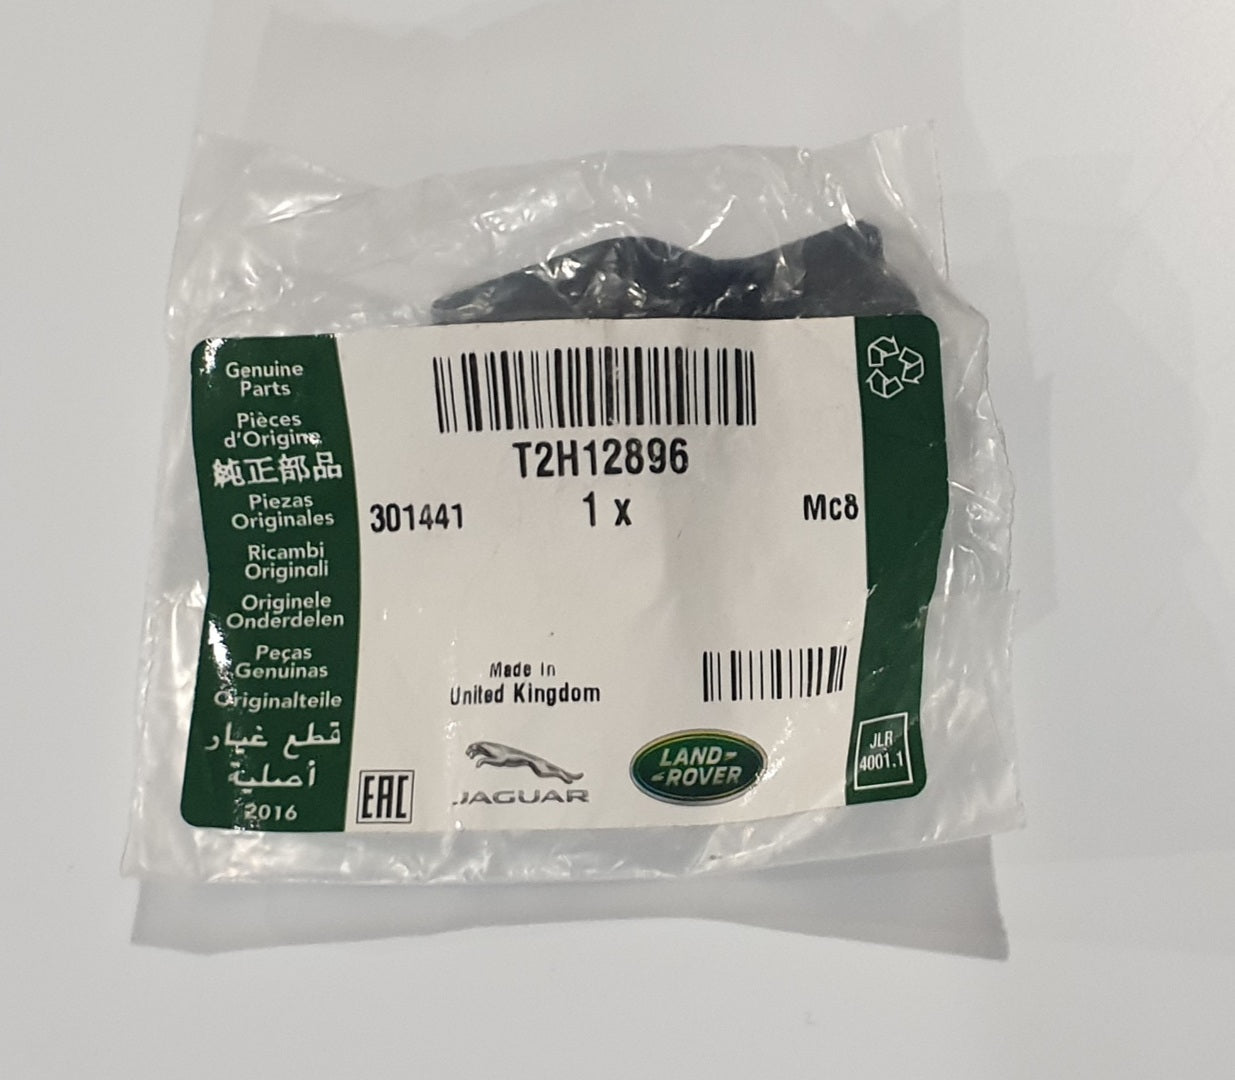 Genuine
Parts
Pièces
d'Origine
純正部品
Piezas
Originales
Ricambi
Originali
Originele
Onderdelen
Peças
Genuinas
Originalteile
قطع غيار
أصلية
2016
T2H12896
301441 1 x Mc8
Made In
United Kingdom
EAC
JAGUAR
LAND-
-ROVER
JLR
4001.1